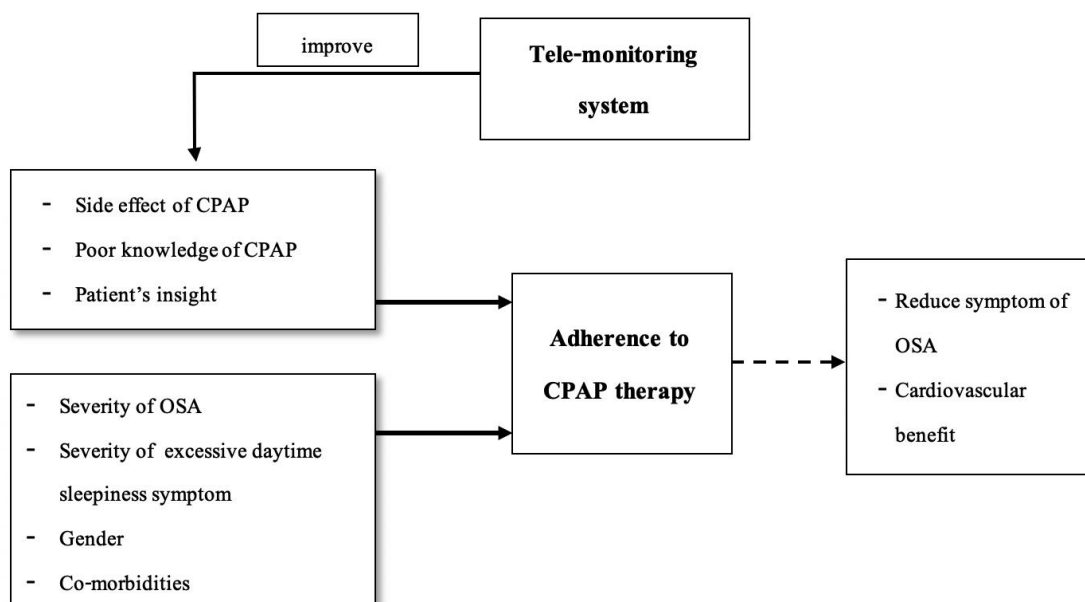 improve
Tele-monitoring
system
- Side effect of CPAP
- Poor knowledge of CPAP
- Patient's insight
- Severity of OSA
- Severity of excessive daytime
sleepiness symptom
- Gender
- Co-morbidities
Adherence to
CPAP therapy
- Reduce symptom of
OSA
- Cardiovascular
benefit